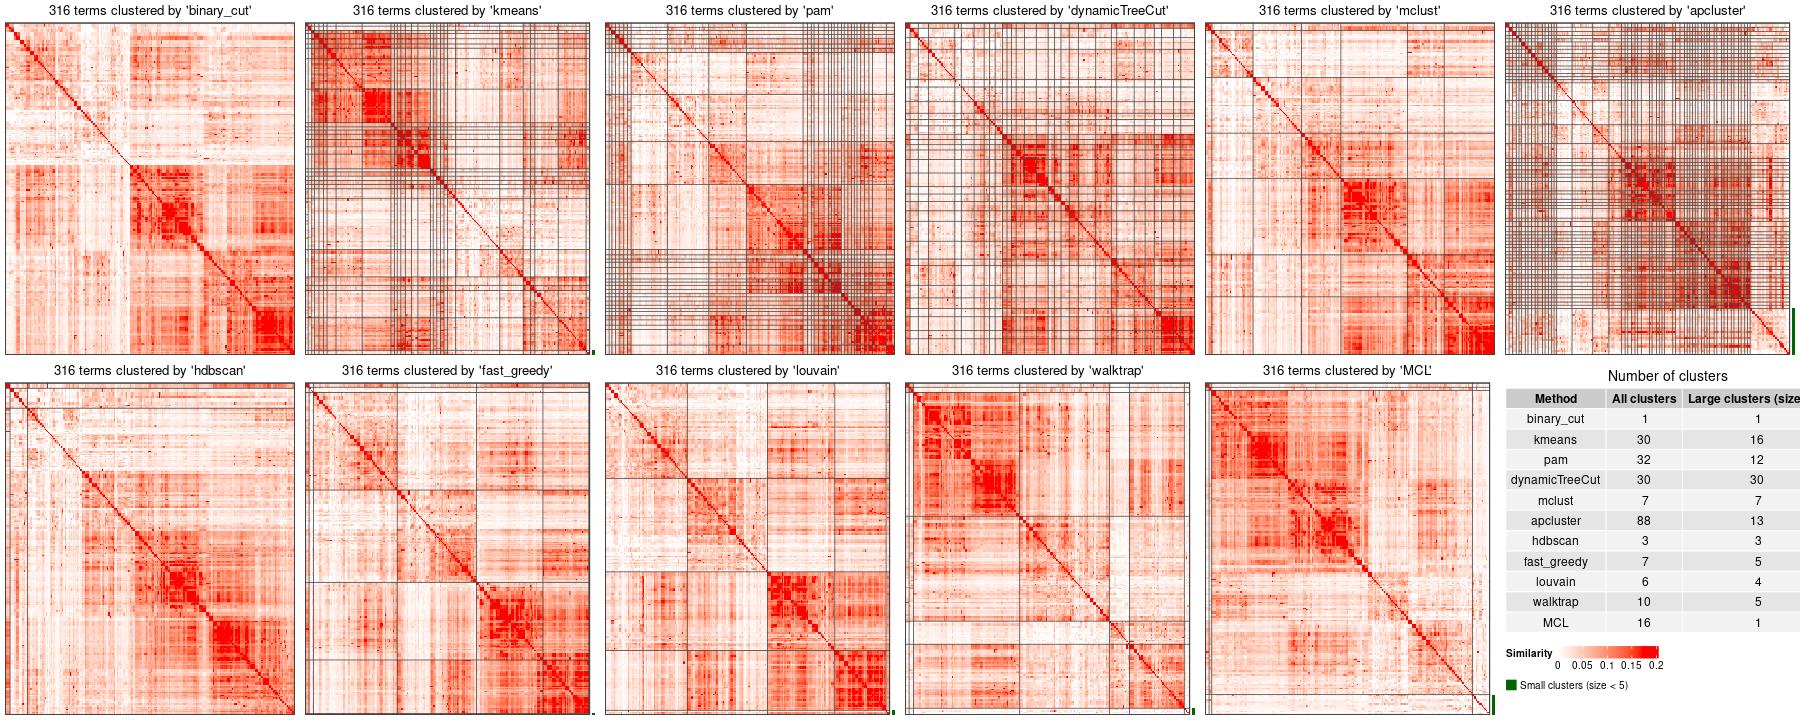 316 terms clustered by 'binary_cut'
316 terms clustered by 'kmeans'
316 terms clustered by 'pam'
316 terms clustered by 'dynamicTreeCut'
316 terms clustered by 'mclust'
316 terms clustered by 'apcluster'
316 terms clustered by 'hdbscan'
316 terms clustered by 'fast_greedy'
316 terms clustered by 'louvain'
316 terms clustered by 'walktrap'
316 terms clustered by 'MCL'
Number of clusters
Method All clusters Large clusters (size
binary_cut 1 1
kmeans 30 16
pam 32 12
dynamicTreeCut 30 30
mclust 7 7
apcluster 88 13
hdbscan 3 3
fast_greedy 7 5
louvain 6 4
walktrap 10 5
MCL 16 1
Similarity
0 0.05 0.1 0.15 0.2
Small clusters (size < 5)